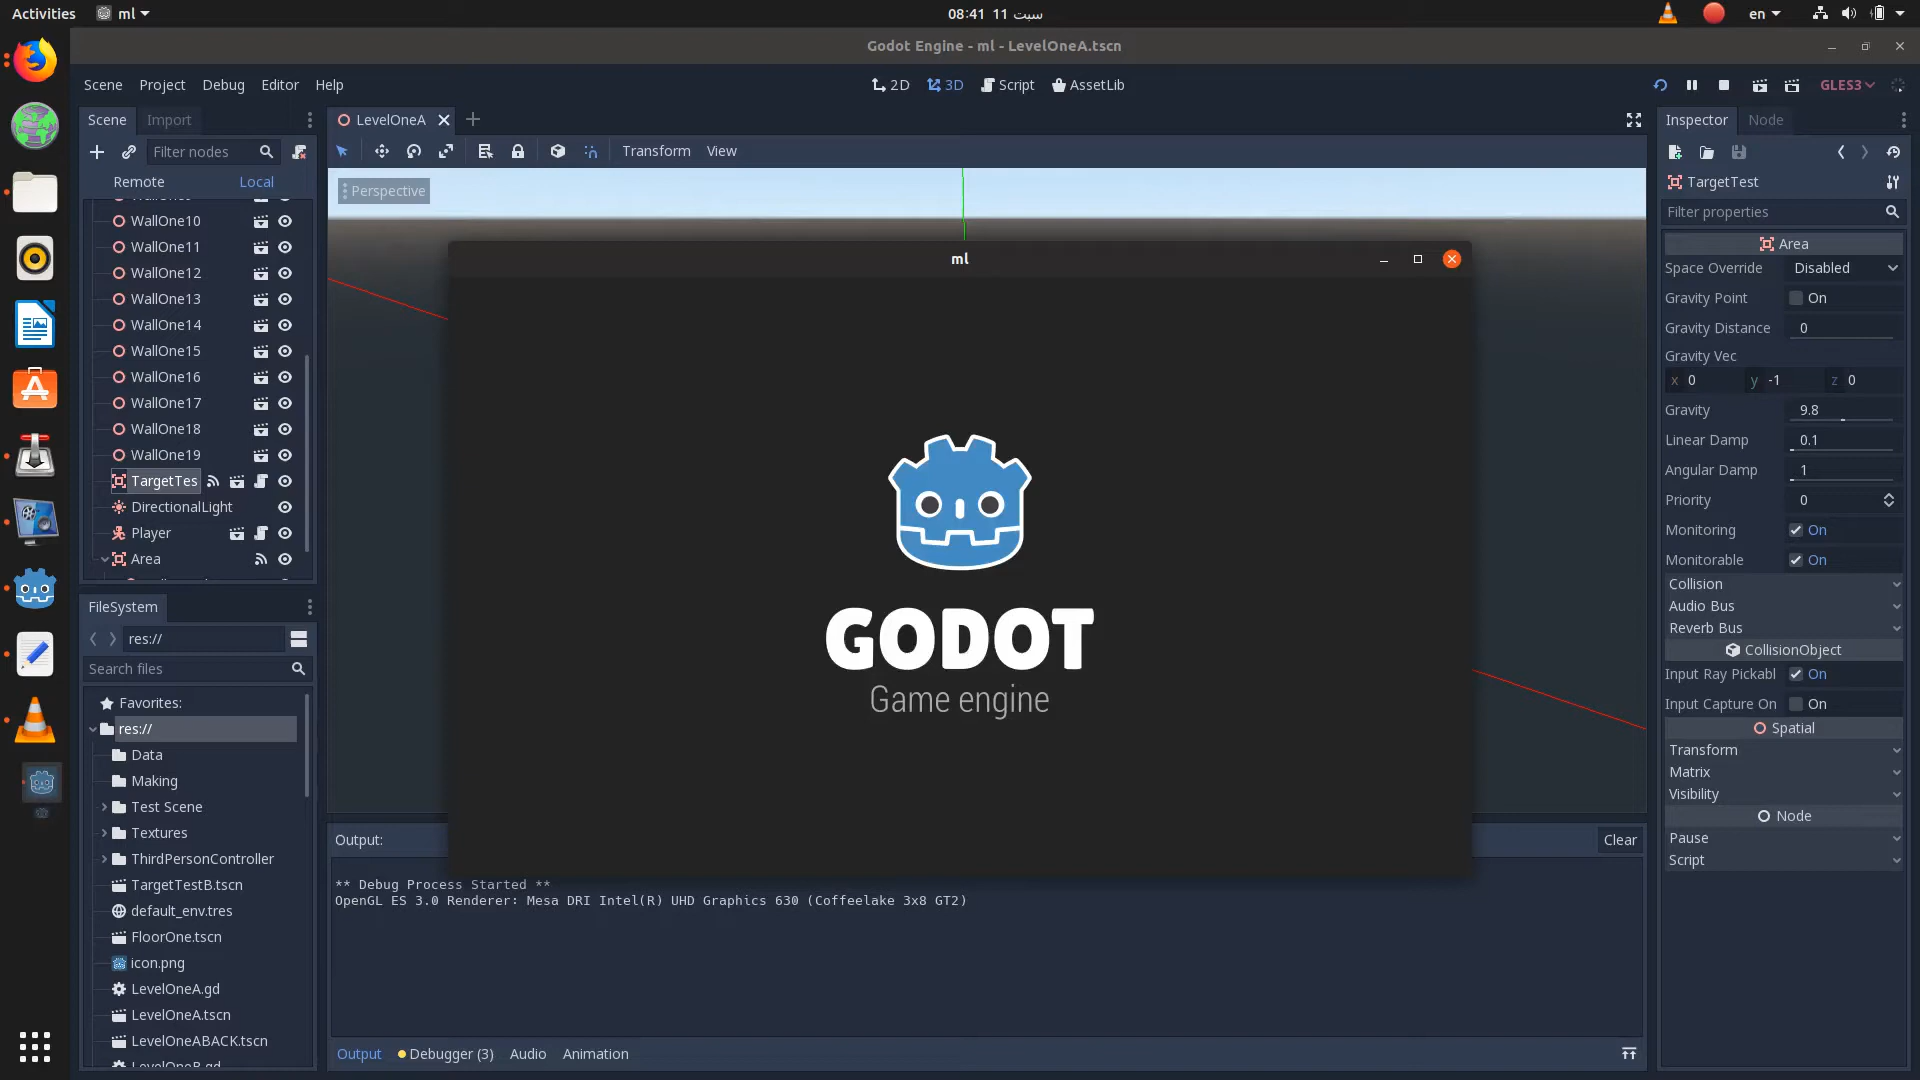 Activities
ml
08:41 11 سبت
en
Godot Engine - ml - LevelOneA.tscn
Scene Project Debug Editor Help
2D 3D Script AssetLib
GLES3
Scene Import
LevelOneA
Inspector Node
Filter nodes
Transform View
Remote Local
Perspective
TargetTest
Filter properties
WallOne10
WallOne11
WallOne12
WallOne13
WallOne14
WallOne15
WallOne16
WallOne17
WallOne18
WallOne19
TargetTes
DirectionalLight
Player
Area
FileSystem
res://
Search files
Favorites:
res://
Data
Making
Test Scene
Textures
ThirdPersonController
TargetTestB.tscn
default_env.tres
FloorOne.tscn
icon.png
LevelOneA.gd
LevelOneA.tscn
LevelOneABACK.tscn
LevelOneB.gd
ml
GODOT
Game engine
Output:
Clear
** Debug Process Started **
OpenGL ES 3.0 Renderer: Mesa DRI Intel(R) UHD Graphics 630 (Coffeelake 3x8 GT2)
Output Debugger (3) Audio Animation
Area
Space Override Disabled
Gravity Point On
Gravity Distance 0
Gravity Vec
x 0 y -1 z 0
Gravity 9.8
Linear Damp 0.1
Angular Damp 1
Priority 0
Monitoring On
Monitorable On
Collision
Audio Bus
Reverb Bus
CollisionObject
Input Ray Pickabl On
Input Capture On On
Spatial
Transform
Matrix
Visibility
Node
Pause
Script